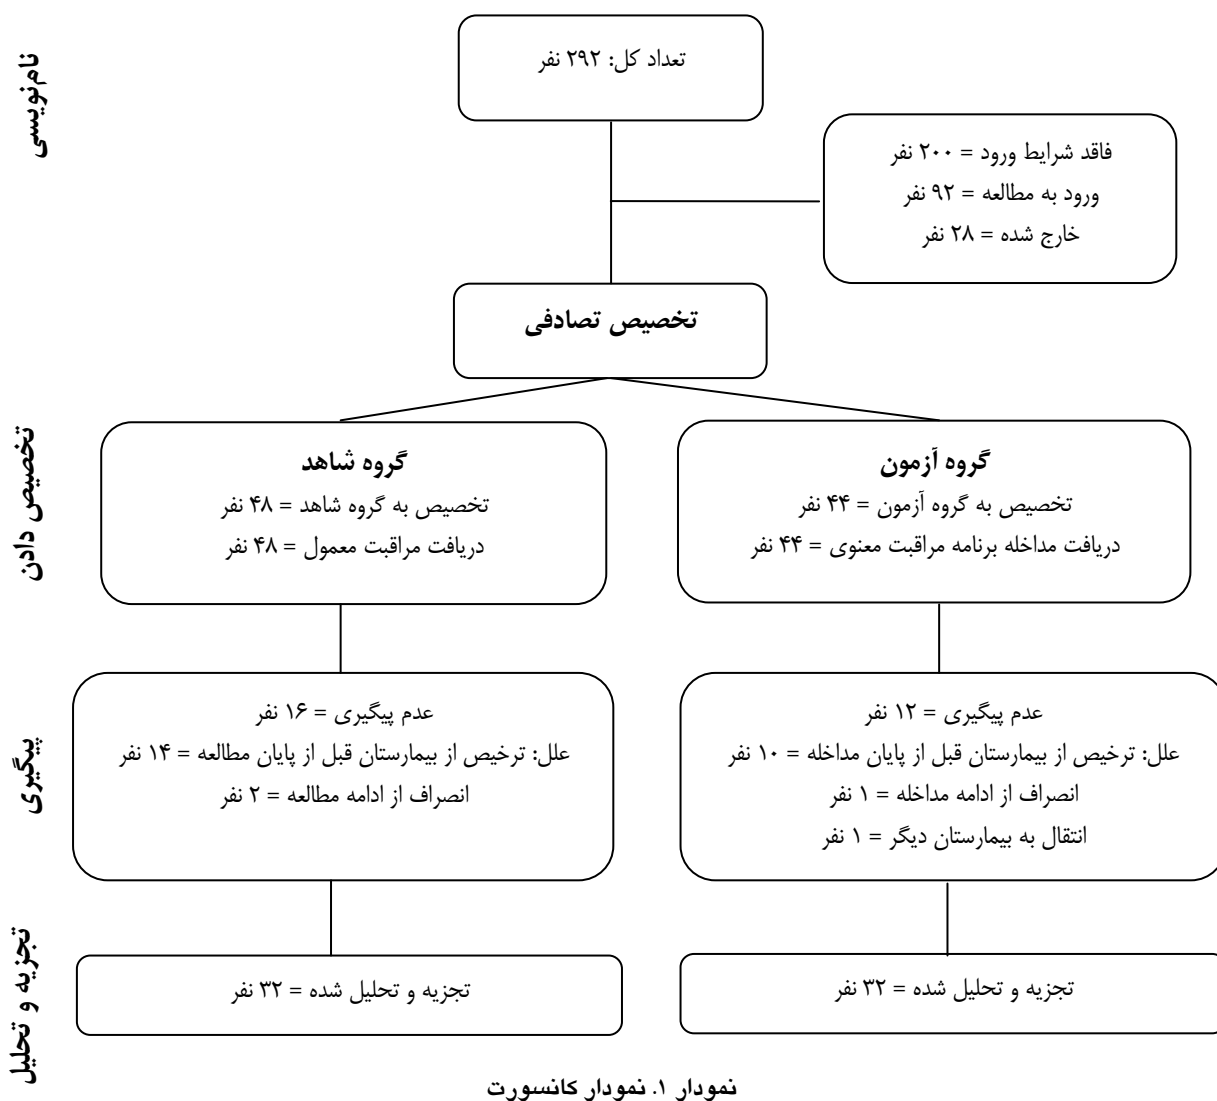 نام‌نویسی
تعداد کل: ۲۹۲ نفر
فاقد شرایط ورود = ۲۰۰ نفر
ورود به مطالعه = ۹۲ نفر
خارج شده = ۲۸ نفر
تخصیص تصادفی
تخصیص دادن
گروه آزمون
تخصیص به گروه آزمون = ۴۴ نفر
دریافت مداخله برنامه مراقبت معنوی = ۴۴ نفر
گروه شاهد
تخصیص به گروه شاهد = ۴۸ نفر
دریافت مراقبت معمول = ۴۸ نفر
پیگیری
عدم پیگیری = ۱۲ نفر
علل: ترخیص از بیمارستان قبل از پایان مداخله = ۱۰ نفر
انصراف از ادامه مداخله = ۱ نفر
انتقال به بیمارستان دیگر = ۱ نفر
عدم پیگیری = ۱۶ نفر
علل: ترخیص از بیمارستان قبل از پایان مطالعه = ۱۴ نفر
انصراف از ادامه مطالعه = ۲ نفر
تجزیه و تحلیل
تجزیه و تحلیل شده = ۳۲ نفر
تجزیه و تحلیل شده = ۳۲ نفر
نمودار ۱. نمودار کانسورت